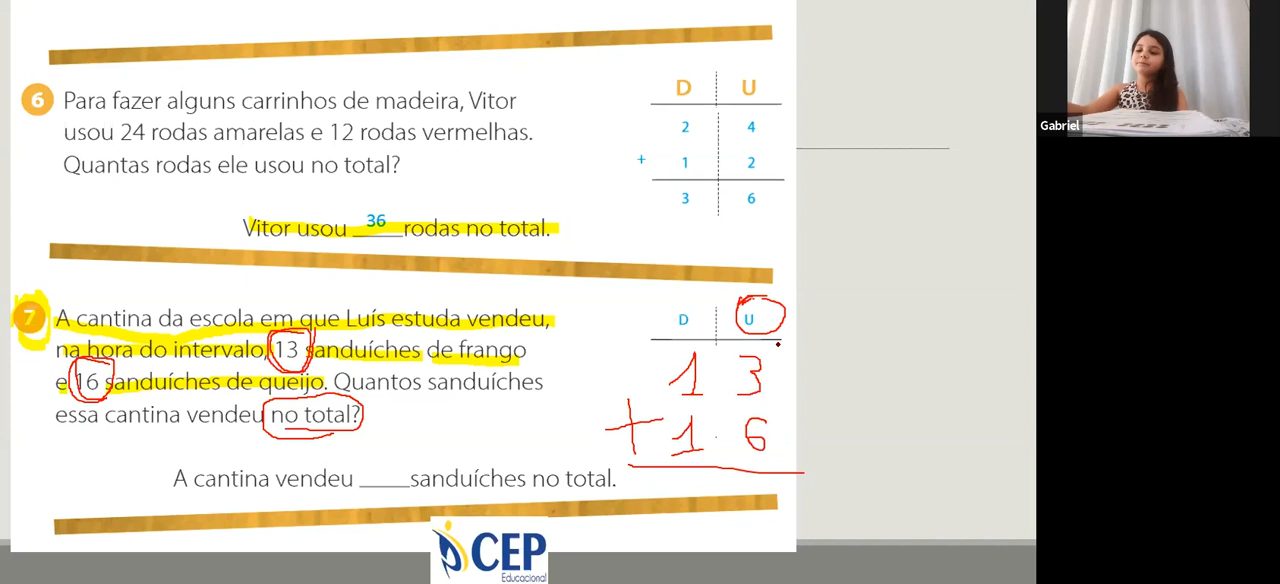 6 Para fazer alguns carrinhos de madeira, Vitor
usou 24 rodas amarelas e 12 rodas vermelhas.
Quantas rodas ele usou no total?
D U
2 4
+ 1 2
3 6
Vitor usou 36 rodas no total.
7 A cantina da escola em que Luís estuda vendeu,
na hora do intervalo, 13 sanduíches de frango
e 16 sanduíches de queijo. Quantos sanduíches
essa cantina vendeu no total?
D U
1 3
+ 1 6
A cantina vendeu ____ sanduíches no total.
CEP
Educacional
Gabriel